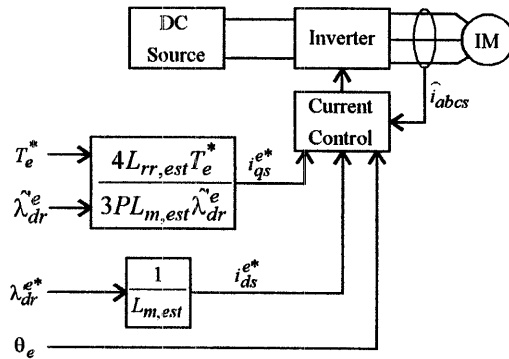 DC
Source
Inverter
IM
Current
Control
î_abcs
T_e^*
λ̃'_dr^e
4L_rr,est T_e^*
3PL_m,est λ̃'_dr^e
i_qs^e*
λ'_dr^e*
1
L_m,est
i_ds^e*
θ_e